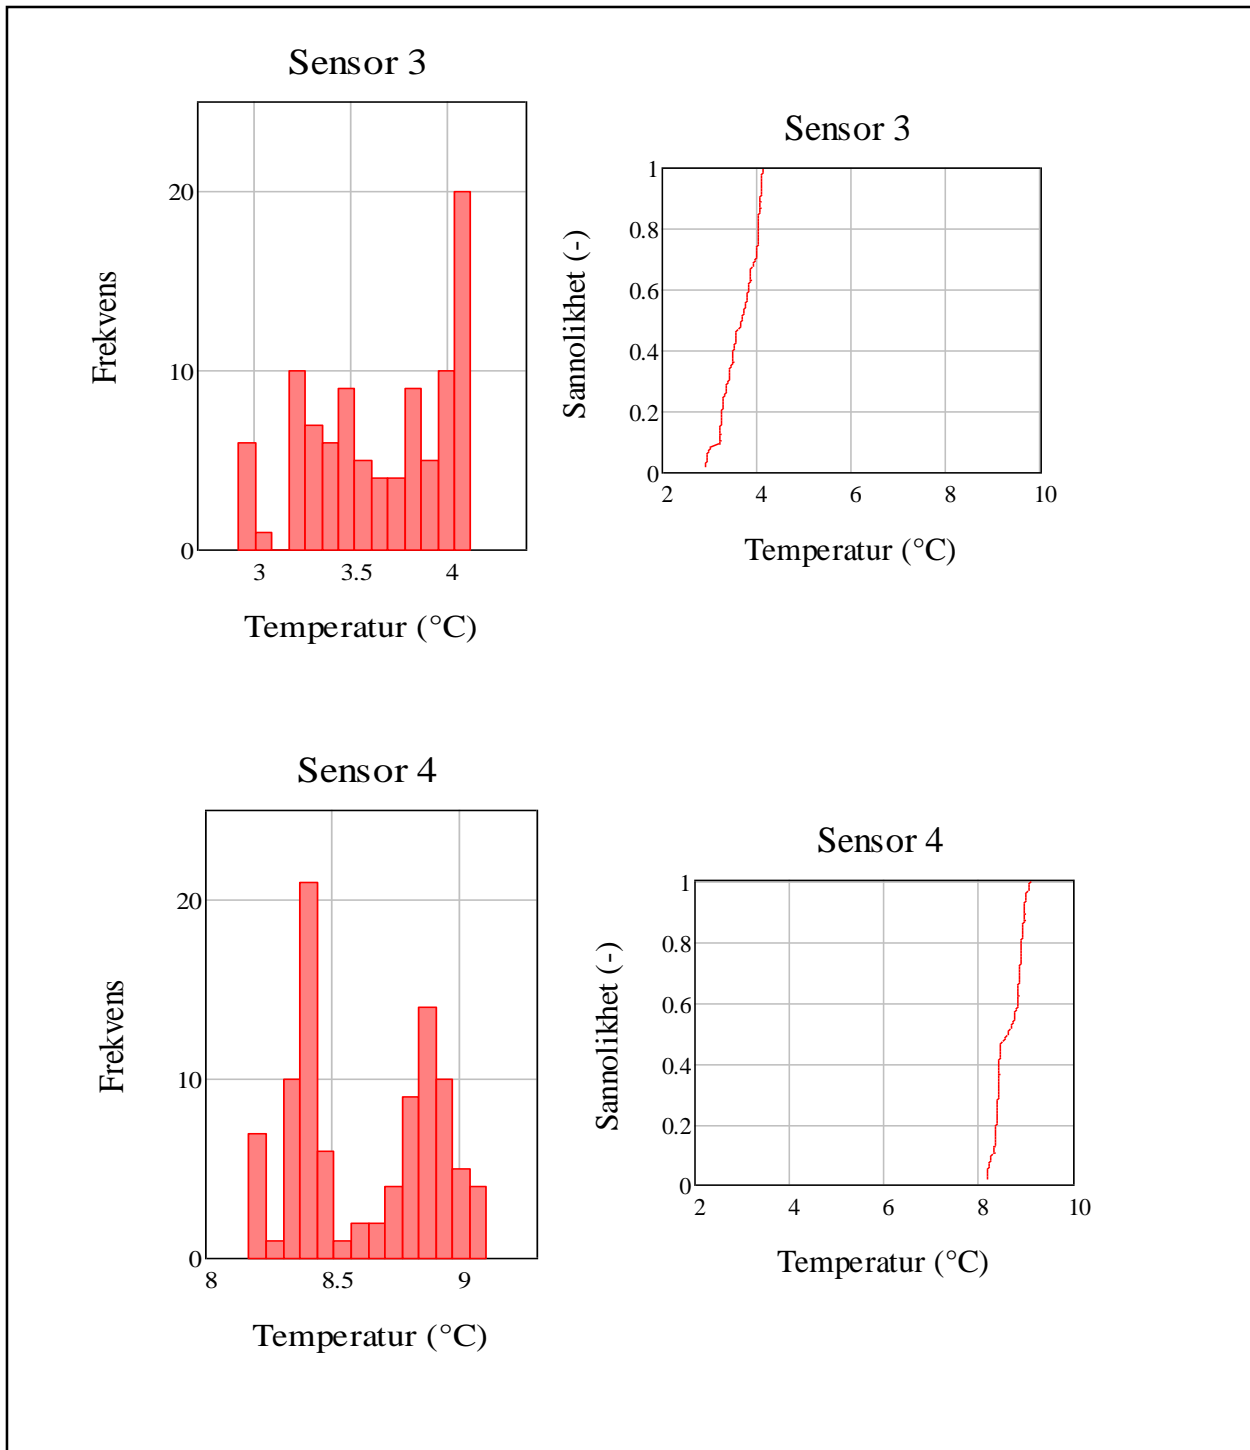 Sensor 3
Frekvens
20
10
0
3 3.5 4
Temperatur (°C)
Sensor 3
Sannolikhet (-)
1
0.8
0.6
0.4
0.2
0
2 4 6 8 10
Temperatur (°C)
Sensor 4
Frekvens
20
10
0
8 8.5 9
Temperatur (°C)
Sensor 4
Sannolikhet (-)
1
0.8
0.6
0.4
0.2
0
2 4 6 8 10
Temperatur (°C)